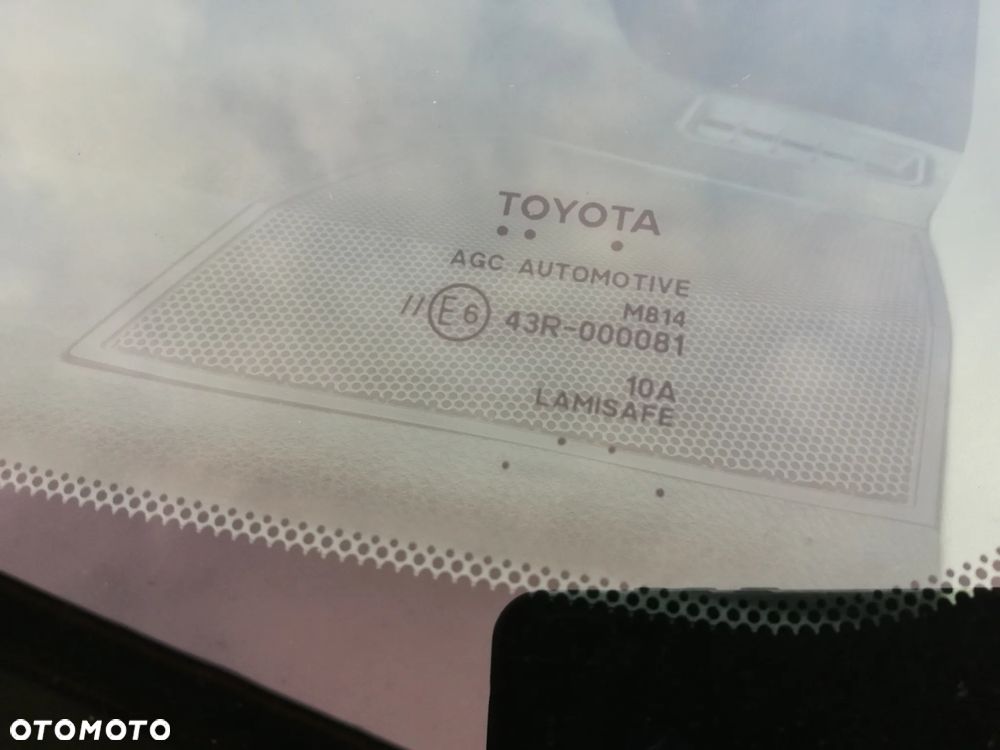 TOYOTA
AGC AUTOMOTIVE
M814
// E6 43R-000081
10A
LAMISAFE
OTOMOTO